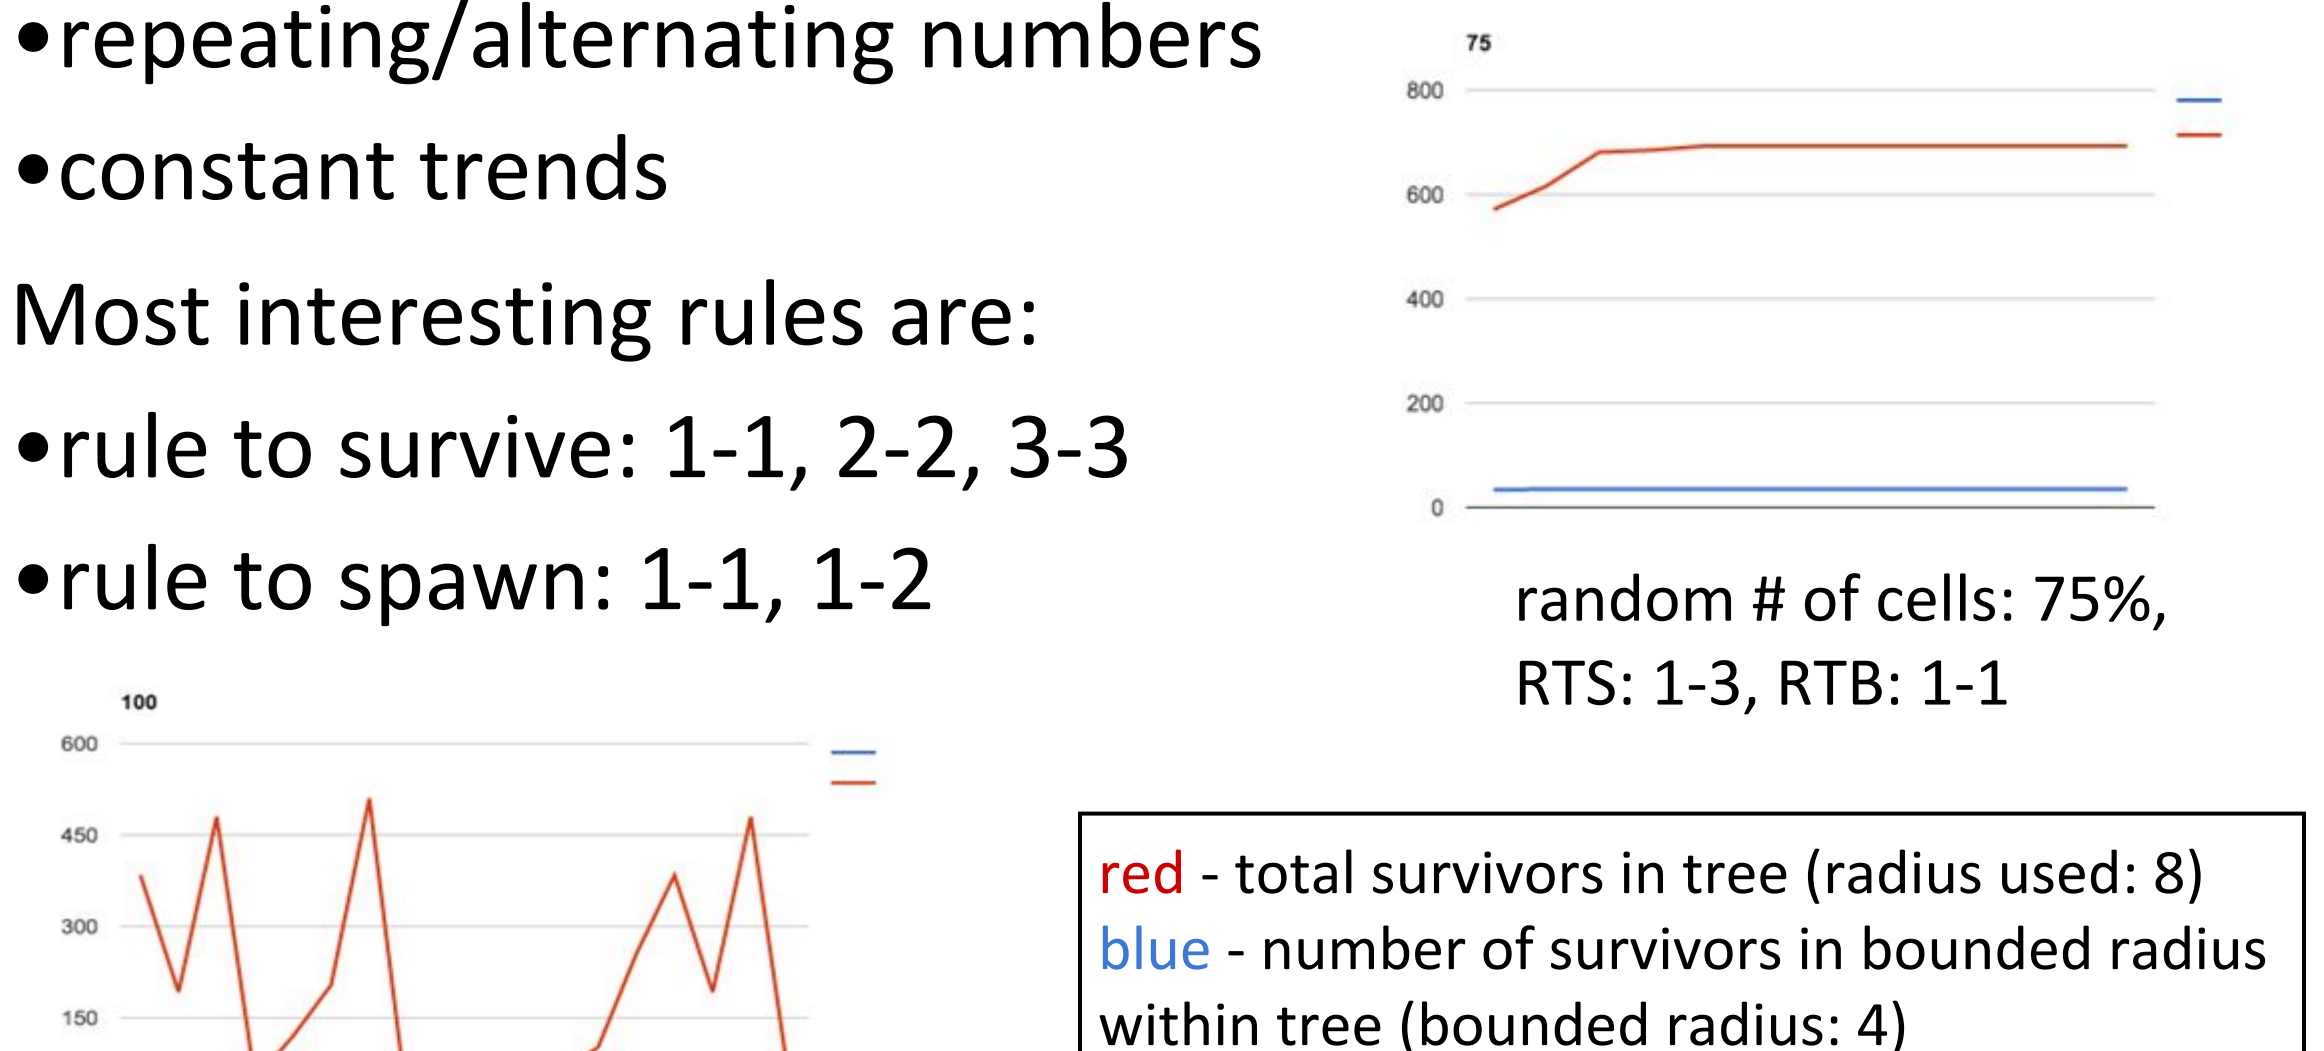 •repeating/alternating numbers
•constant trends
Most interesting rules are:
•rule to survive: 1-1, 2-2, 3-3
•rule to spawn: 1-1, 1-2
75
800
600
400
200
0
random # of cells: 75%,
RTS: 1-3, RTB: 1-1
100
600
450
300
150
red - total survivors in tree (radius used: 8)
blue - number of survivors in bounded radius
within tree (bounded radius: 4)